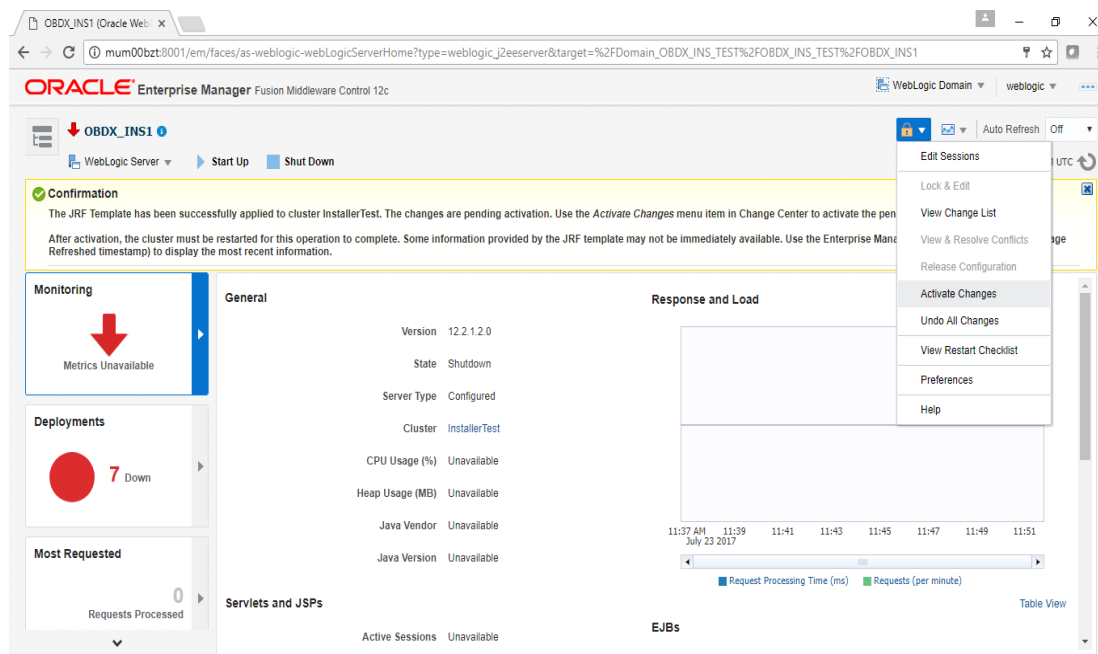 OBDX_INS1 (Oracle Web
mum00bzt:8001/em/faces/as-weblogic-webLogicServerHome?type=weblogic_j2eeserver&target=%2FDomain_OBDX_INS_TEST%2FOBDX_INS_TEST%2FOBDX_INS1
ORACLE Enterprise Manager Fusion Middleware Control 12c
WebLogic Domain
weblogic
OBDX_INS1
Auto Refresh Off
WebLogic Server
Start Up
Shut Down
UTC
Edit Sessions
Lock & Edit
View Change List
View & Resolve Conflicts
Release Configuration
Activate Changes
Undo All Changes
View Restart Checklist
Preferences
Help
Confirmation
The JRF Template has been successfully applied to cluster InstallerTest. The changes are pending activation. Use the Activate Changes menu item in Change Center to activate the pen
After activation, the cluster must be restarted for this operation to complete. Some information provided by the JRF template may not be immediately available. Use the Enterprise Mana
age
Refreshed timestamp) to display the most recent information.
Monitoring
Metrics Unavailable
Deployments
7 Down
Most Requested
0
Requests Processed
General
Version 12.2.1.2.0
State Shutdown
Server Type Configured
Cluster InstallerTest
CPU Usage (%) Unavailable
Heap Usage (MB) Unavailable
Java Vendor Unavailable
Java Version Unavailable
Servlets and JSPs
Active Sessions Unavailable
Response and Load
11:37 AM 11:39 11:41 11:43 11:45 11:47 11:49 11:51
July 23 2017
Request Processing Time (ms) Requests (per minute)
Table View
EJBs